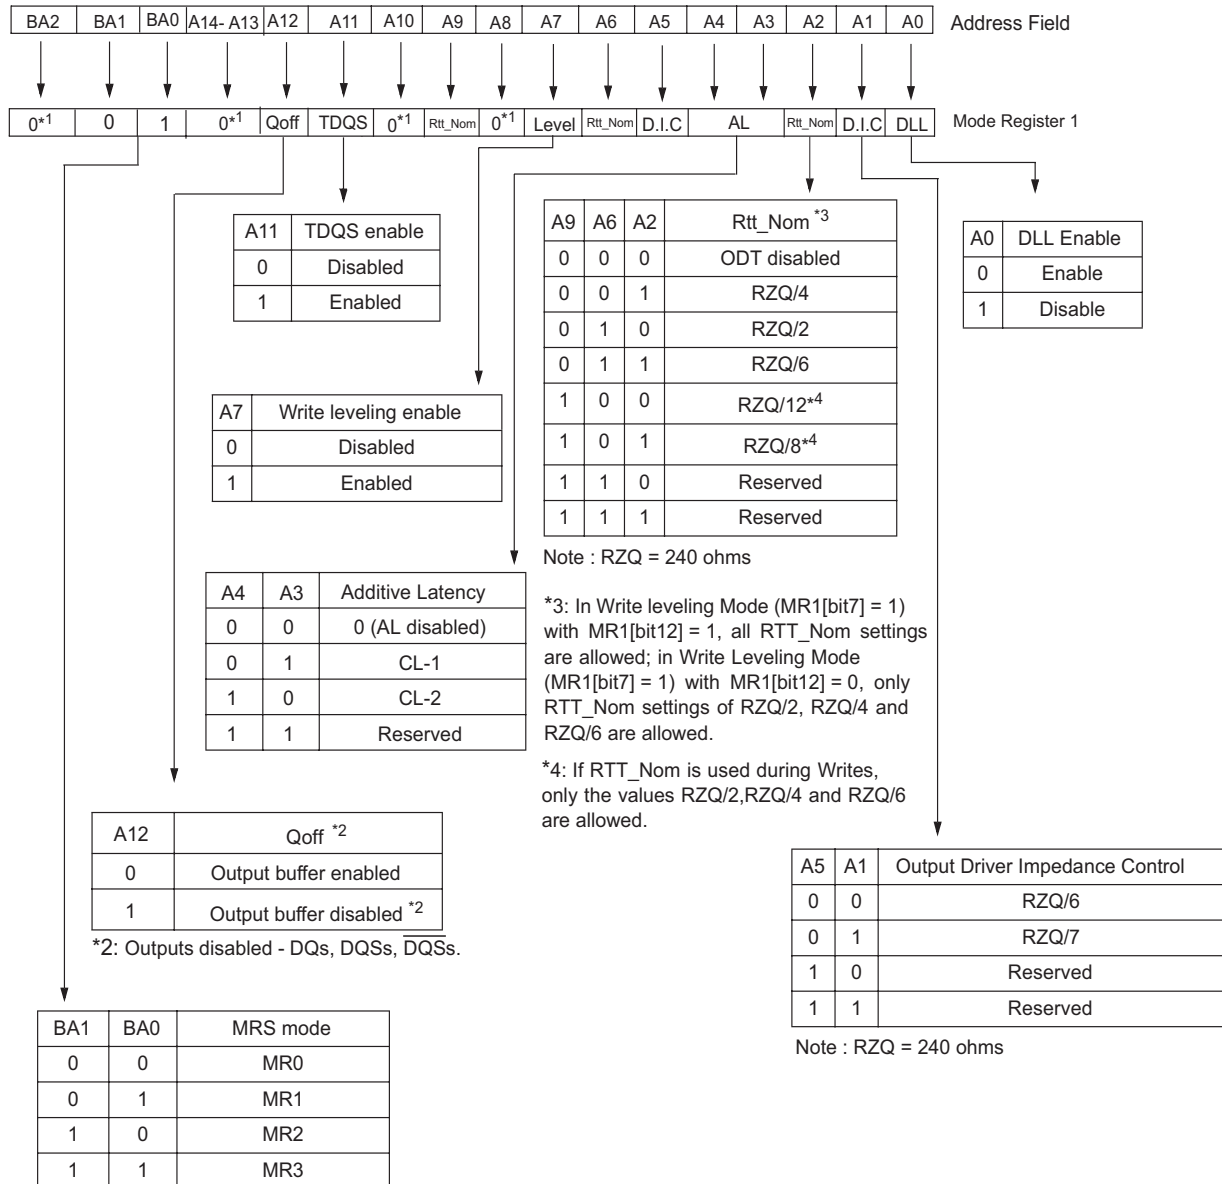 BA2 BA1 BA0 A14- A13 A12 A11 A10 A9 A8 A7 A6 A5 A4 A3 A2 A1 A0 Address Field
0*1 0 1 0*1 Qoff TDQS 0*1 Rtt_Nom 0*1 Level Rtt_Nom D.I.C AL Rtt_Nom D.I.C DLL Mode Register 1
A11 TDQS enable
0 Disabled
1 Enabled
A9 A6 A2 Rtt_Nom *3
0 0 0 ODT disabled
0 0 1 RZQ/4
0 1 0 RZQ/2
0 1 1 RZQ/6
1 0 0 RZQ/12*4
1 0 1 RZQ/8*4
1 1 0 Reserved
1 1 1 Reserved
Note : RZQ = 240 ohms
*3: In Write leveling Mode (MR1[bit7] = 1)
with MR1[bit12] = 1, all RTT_Nom settings
are allowed; in Write Leveling Mode
(MR1[bit7] = 1) with MR1[bit12] = 0, only
RTT_Nom settings of RZQ/2, RZQ/4 and
RZQ/6 are allowed.
*4: If RTT_Nom is used during Writes,
only the values RZQ/2,RZQ/4 and RZQ/6
are allowed.
A0 DLL Enable
0 Enable
1 Disable
A7 Write leveling enable
0 Disabled
1 Enabled
A4 A3 Additive Latency
0 0 0 (AL disabled)
0 1 CL-1
1 0 CL-2
1 1 Reserved
A12 Qoff *2
0 Output buffer enabled
1 Output buffer disabled *2
*2: Outputs disabled - DQs, DQSs, D̅Q̅S̅s.
A5 A1 Output Driver Impedance Control
0 0 RZQ/6
0 1 RZQ/7
1 0 Reserved
1 1 Reserved
Note : RZQ = 240 ohms
BA1 BA0 MRS mode
0 0 MR0
0 1 MR1
1 0 MR2
1 1 MR3